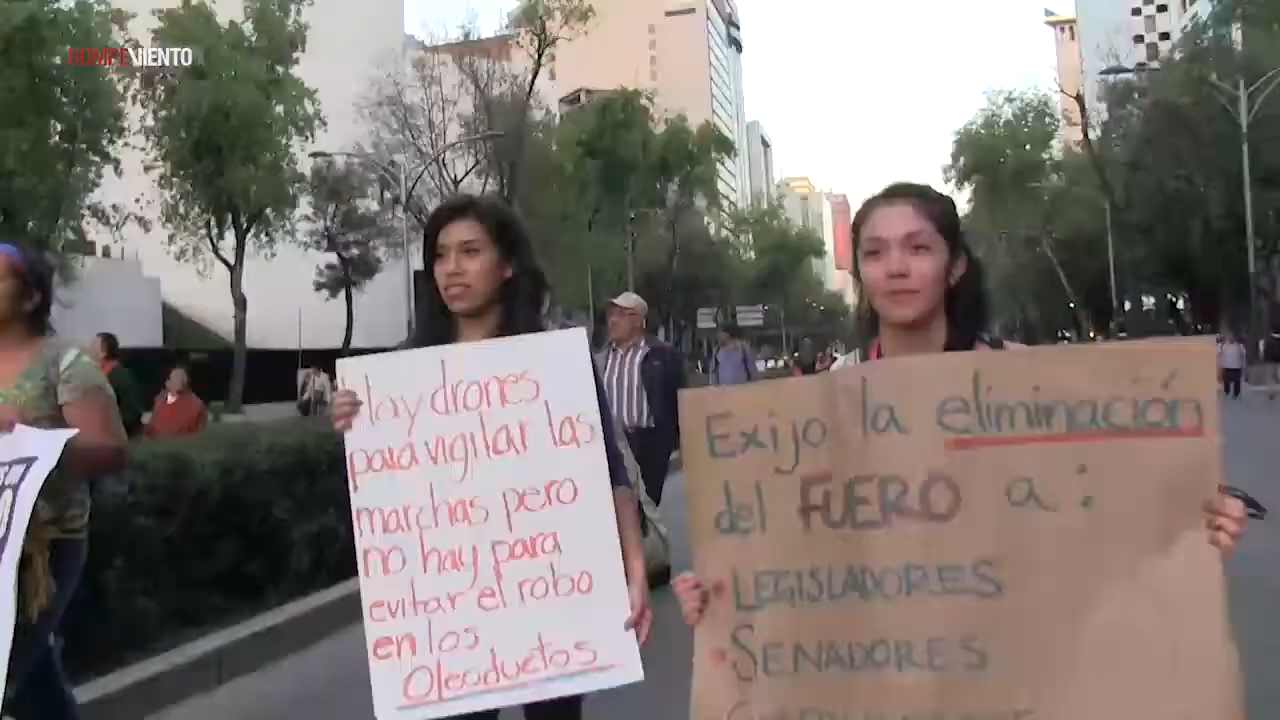 ROMPEVIENTO
Hay drones
para vigilar las
marchas pero
no hay para
evitar el robo
en los
Oleoductos
Exijo la eliminación
del FUERO a:
• LEGISLADORES
• SENADORES